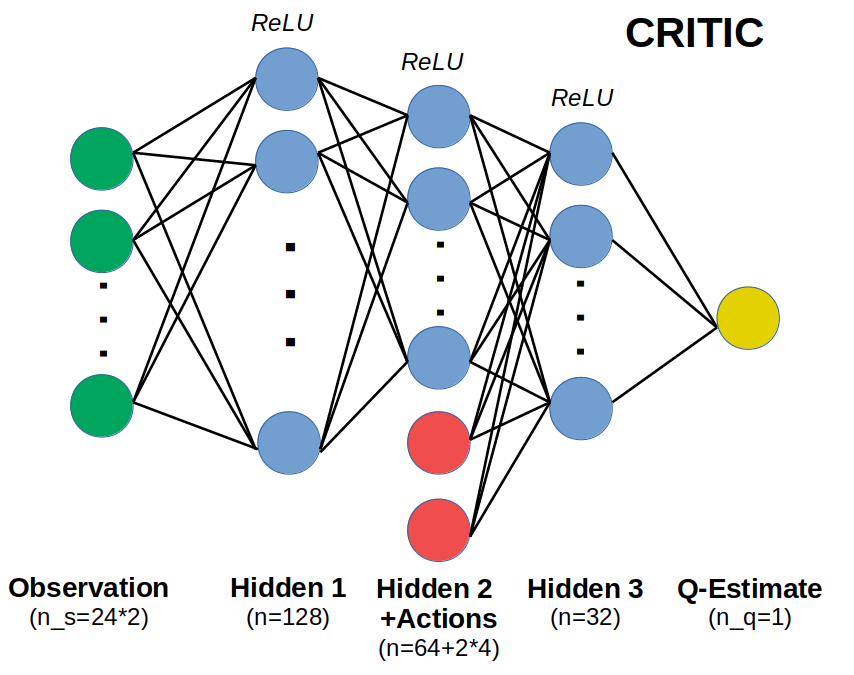 CRITIC
ReLU
ReLU
ReLU
Observation
(n_s=24*2)
Hidden 1
(n=128)
Hidden 2
+Actions
(n=64+2*4)
Hidden 3
(n=32)
Q-Estimate
(n_q=1)